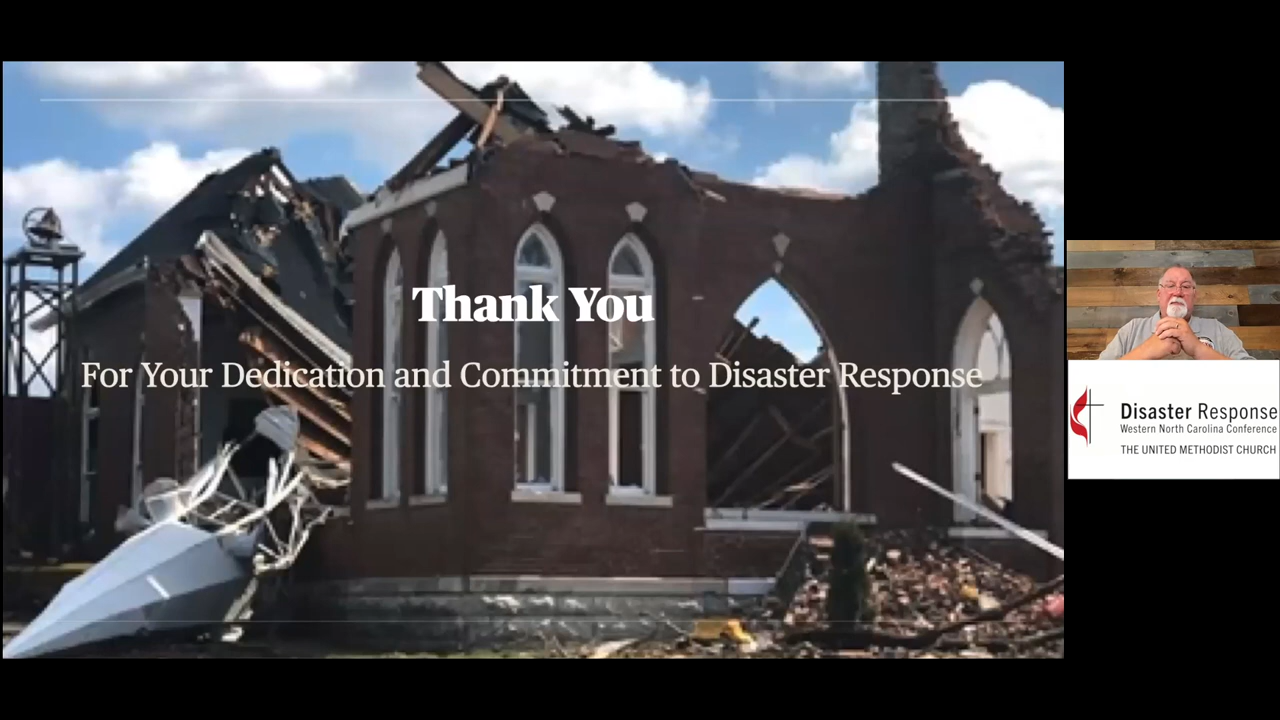 Thank You
For Your Dedication and Commitment to Disaster Response
Disaster Response
Western North Carolina Conference
THE UNITED METHODIST CHURCH